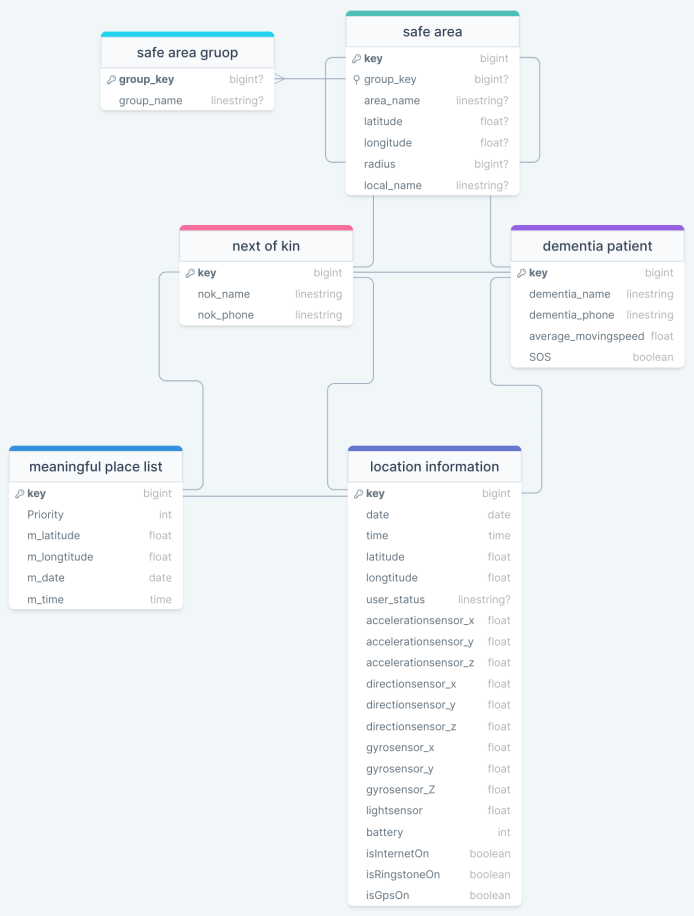 safe area gruop
group_key bigint?
group_name linestring?
safe area
key bigint
group_key bigint?
area_name linestring?
latitude float?
longitude float?
radius bigint?
local_name linestring?
next of kin
key bigint
nok_name linestring
nok_phone linestring
dementia patient
key bigint
dementia_name linestring
dementia_phone linestring
average_movingspeed float
SOS boolean
meaningful place list
key bigint
Priority int
m_latitude float
m_longtitude float
m_date date
m_time time
location information
key bigint
date date
time time
latitude float
longtitude float
user_status linestring?
accelerationsensor_x float
accelerationsensor_y float
accelerationsensor_z float
directionsensor_x float
directionsensor_y float
directionsensor_z float
gyrosensor_x float
gyrosensor_y float
gyrosensor_Z float
lightsensor float
battery int
isInternetOn boolean
isRingstoneOn boolean
isGpsOn boolean